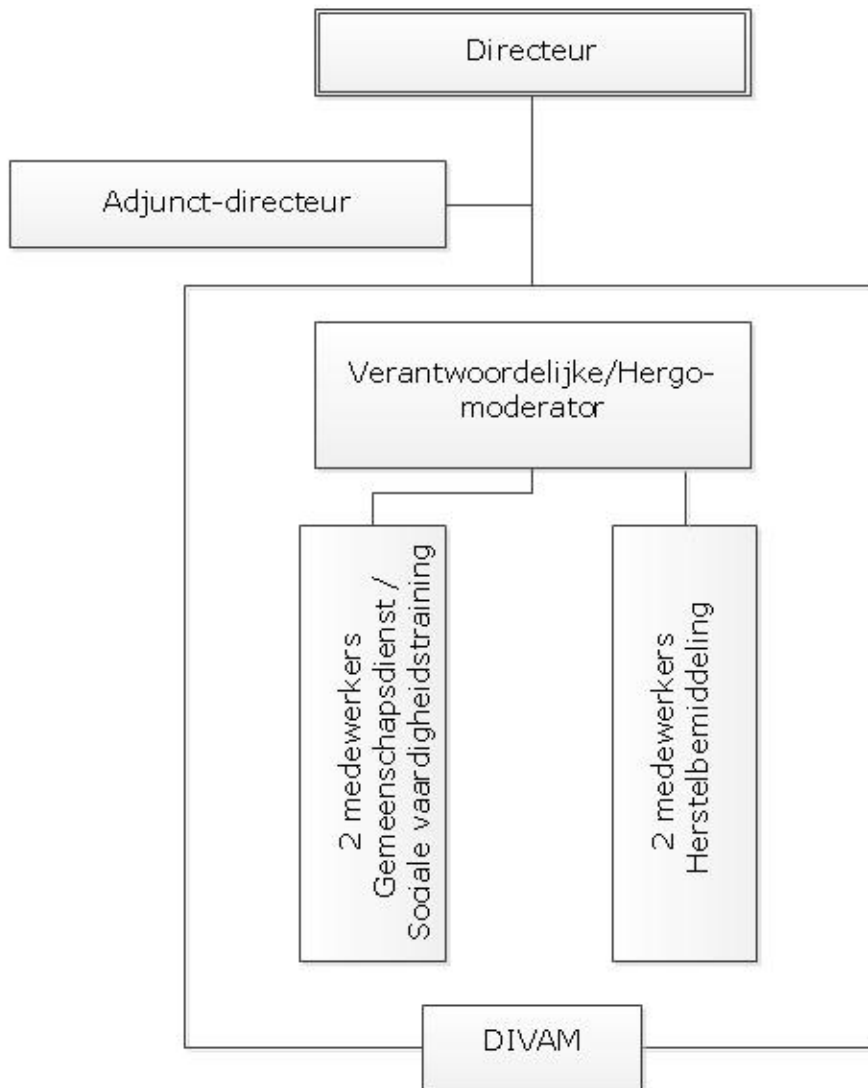 Directeur
Adjunct-directeur
Verantwoordelijke/Hergo-
moderator
2 medewerkers
Gemeenschapsdienst /
Sociale vaardigheidstraining
2 medewerkers
Herstelbemiddeling
DIVAM